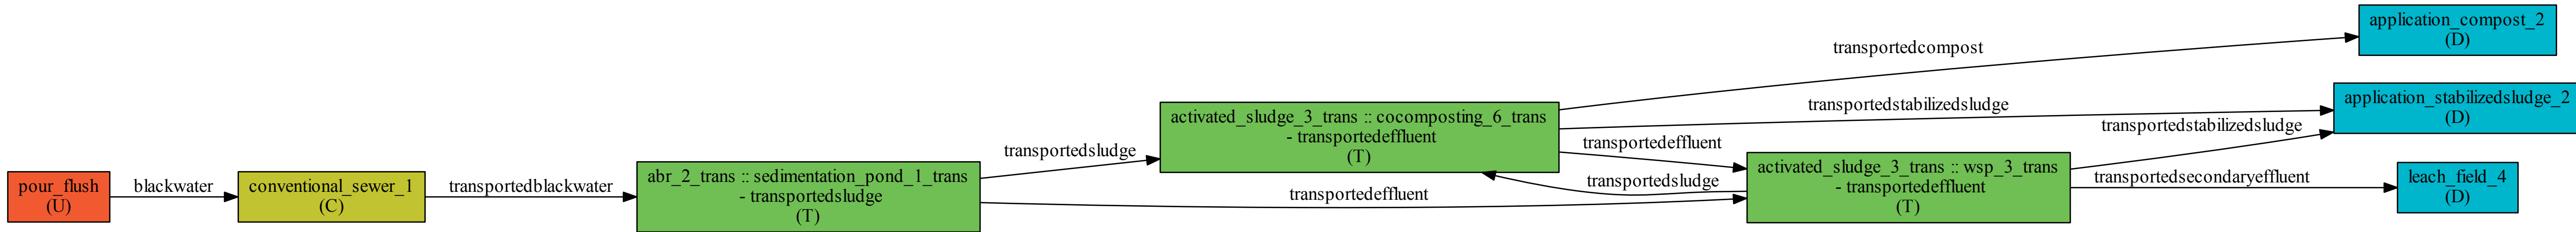 pour_flush
(U)
blackwater
conventional_sewer_1
(C)
transportedblackwater
abr_2_trans :: sedimentation_pond_1_trans
- transportedsludge
(T)
transportedsludge
transportedeffluent
activated_sludge_3_trans :: cocomposting_6_trans
- transportedeffluent
(T)
transportedcompost
transportedstabilizedsludge
transportedeffluent
transportedsludge
activated_sludge_3_trans :: wsp_3_trans
- transportedeffluent
(T)
transportedstabilizedsludge
transportedsecondaryeffluent
application_compost_2
(D)
application_stabilizedsludge_2
(D)
leach_field_4
(D)